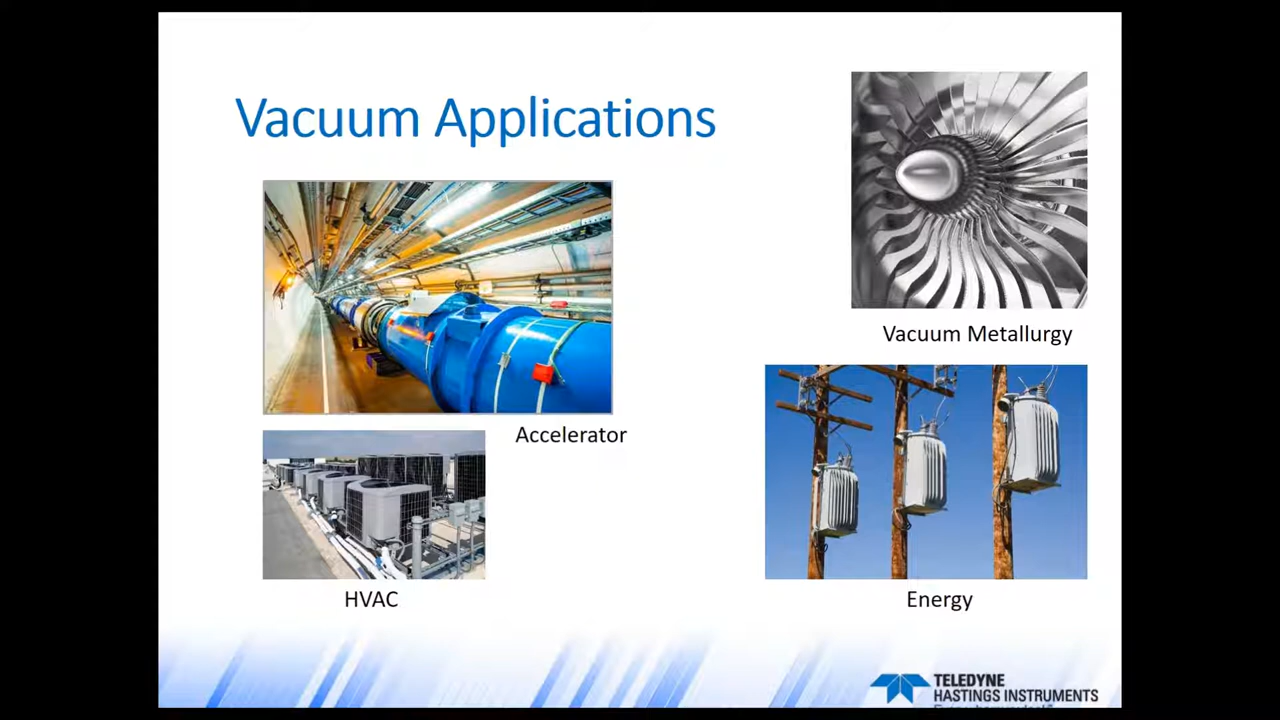 Vacuum Applications
Vacuum Metallurgy
Accelerator
HVAC
Energy
TELEDYNE
HASTINGS INSTRUMENTS